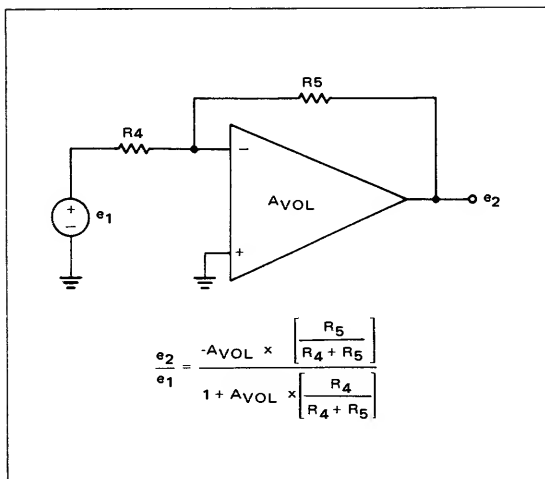 R5
R4
−
AVOL
e2
+
−
e1
+
e2/e1 = -AVOL × [R5/(R4 + R5)] / 1 + AVOL × [R4/(R4 + R5)]